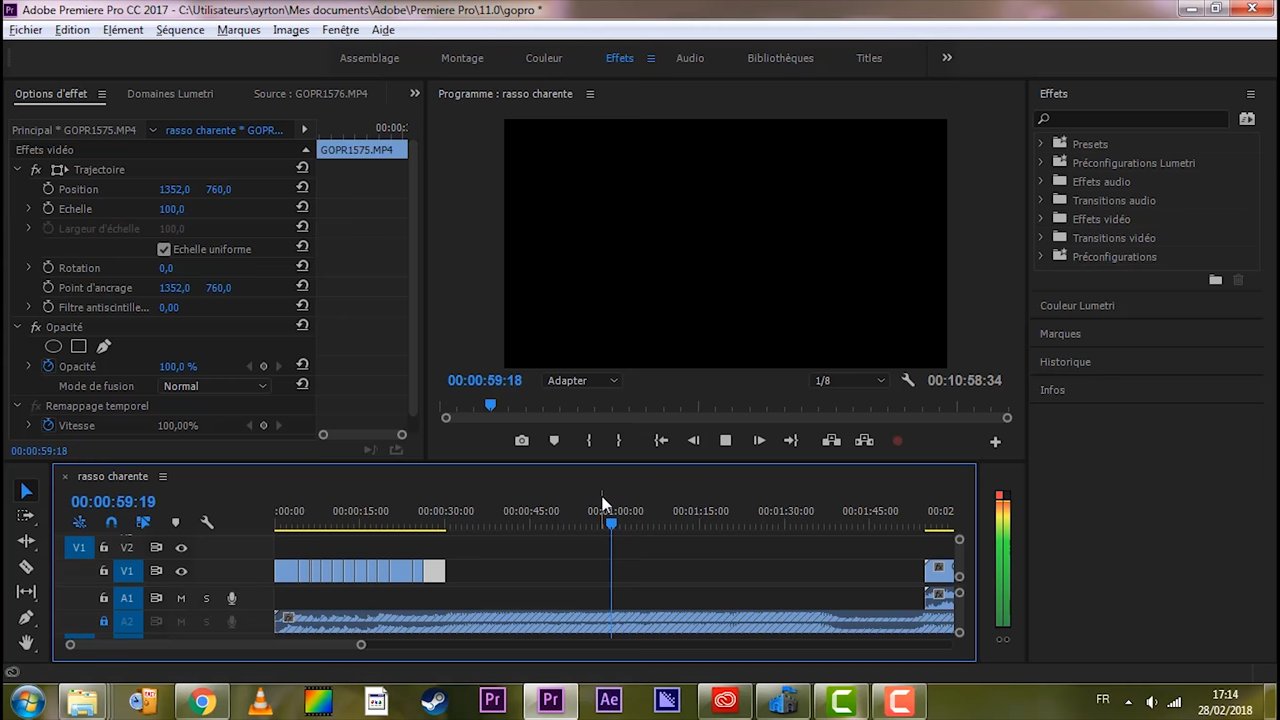 Adobe Premiere Pro CC 2017 - C:\Utilisateurs\ayrton\Mes documents\Adobe\Premiere Pro\11.0\gopro *
Fichier Edition Elément Séquence Marques Images Fenêtre Aide
Assemblage Montage Couleur Effets Audio Bibliothèques Titles
Options d'effet Domaines Lumetri Source : GOPR1576.MP4
Programme : rasso charente
Effets
Principal * GOPR1575.MP4 rasso charente * GOPR... 00:00:
Effets vidéo GOPR1575.MP4
fx Trajectoire
Position 1352,0 760,0
Echelle 100,0
Largeur d'échelle 100,0
Echelle uniforme
Rotation 0,0
Point d'ancrage 1352,0 760,0
Filtre antiscintille... 0,00
fx Opacité
Opacité 100,0 %
Mode de fusion Normal
fx Remappage temporel
Vitesse 100,00%
00:00:59:18
00:00:59:18 Adapter 1/8 00:10:58:34
Presets
Préconfigurations Lumetri
Effets audio
Transitions audio
Effets vidéo
Transitions vidéo
Préconfigurations
Couleur Lumetri
Marques
Historique
Infos
× rasso charente
00:00:59:19
:00:00 00:00:15:00 00:00:30:00 00:00:45:00 00:01:00:00 00:01:15:00 00:01:30:00 00:01:45:00 00:02
V1 V2
V1
A1 M S
A2 M S
Pr Pr Ae
FR 17:14
28/02/2018